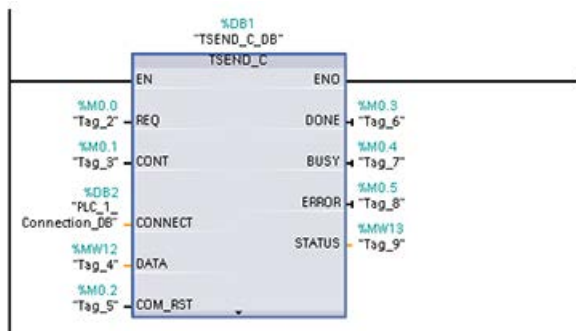 %DB1
"TSEND_C_DB"
TSEND_C
EN ENO
%M0.0
"Tag_2" REQ
%M0.1
"Tag_3" CONT
%DB2
"PLC_1_
Connection_DB" CONNECT
%MW12
"Tag_4" DATA
%M0.2
"Tag_5" COM_RST
%M0.3
DONE "Tag_6"
%M0.4
BUSY "Tag_7"
%M0.5
ERROR "Tag_8"
%MW13
STATUS "Tag_9"